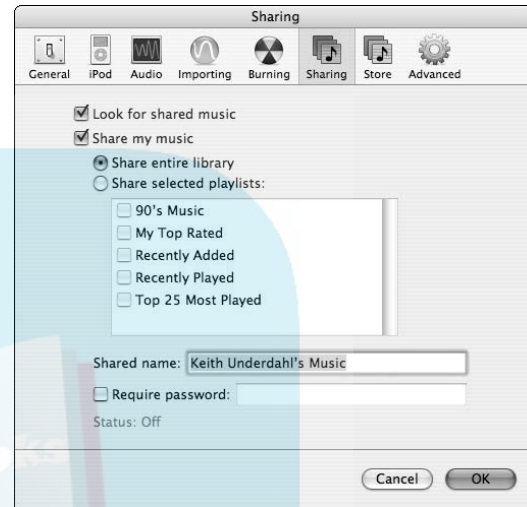 Sharing
General iPod Audio Importing Burning Sharing Store Advanced
Look for shared music
Share my music
Share entire library
Share selected playlists:
90's Music
My Top Rated
Recently Added
Recently Played
Top 25 Most Played
Shared name: Keith Underdahl's Music
Require password:
Status: Off
Cancel OK